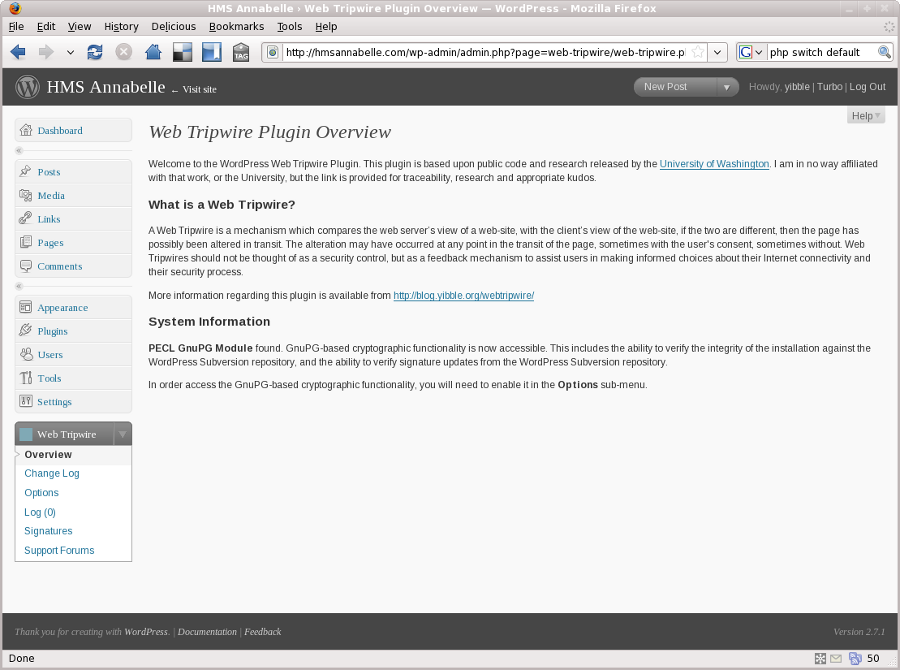 HMS Annabelle › Web Tripwire Plugin Overview — WordPress - Mozilla Firefox
File Edit View History Delicious Bookmarks Tools Help
TAG http://hmsannabelle.com/wp-admin/admin.php?page=web-tripwire/web-tripwire.p G php switch default
HMS Annabelle ← Visit site New Post Howdy, yibble | Turbo | Log Out
Help
Dashboard
Posts
Media
Links
Pages
Comments
Appearance
Plugins
Users
Tools
Settings
Web Tripwire
Overview
Change Log
Options
Log (0)
Signatures
Support Forums
Web Tripwire Plugin Overview
Welcome to the WordPress Web Tripwire Plugin. This plugin is based upon public code and research released by the University of Washington. I am in no way affiliated
with that work, or the University, but the link is provided for traceability, research and appropriate kudos.
What is a Web Tripwire?
A Web Tripwire is a mechanism which compares the web server's view of a web-site, with the client's view of the web-site, if the two are different, then the page has
possibly been altered in transit. The alteration may have occurred at any point in the transit of the page, sometimes with the user's consent, sometimes without. Web
Tripwires should not be thought of as a security control, but as a feedback mechanism to assist users in making informed choices about their Internet connectivity and
their security process.
More information regarding this plugin is available from http://blog.yibble.org/webtripwire/
System Information
PECL GnuPG Module found. GnuPG-based cryptographic functionality is now accessible. This includes the ability to verify the integrity of the installation against the
WordPress Subversion repository, and the ability to verify signature updates from the WordPress Subversion repository.
In order access the GnuPG-based cryptographic functionality, you will need to enable it in the Options sub-menu.
Thank you for creating with WordPress. | Documentation | Feedback Version 2.7.1
Done 50